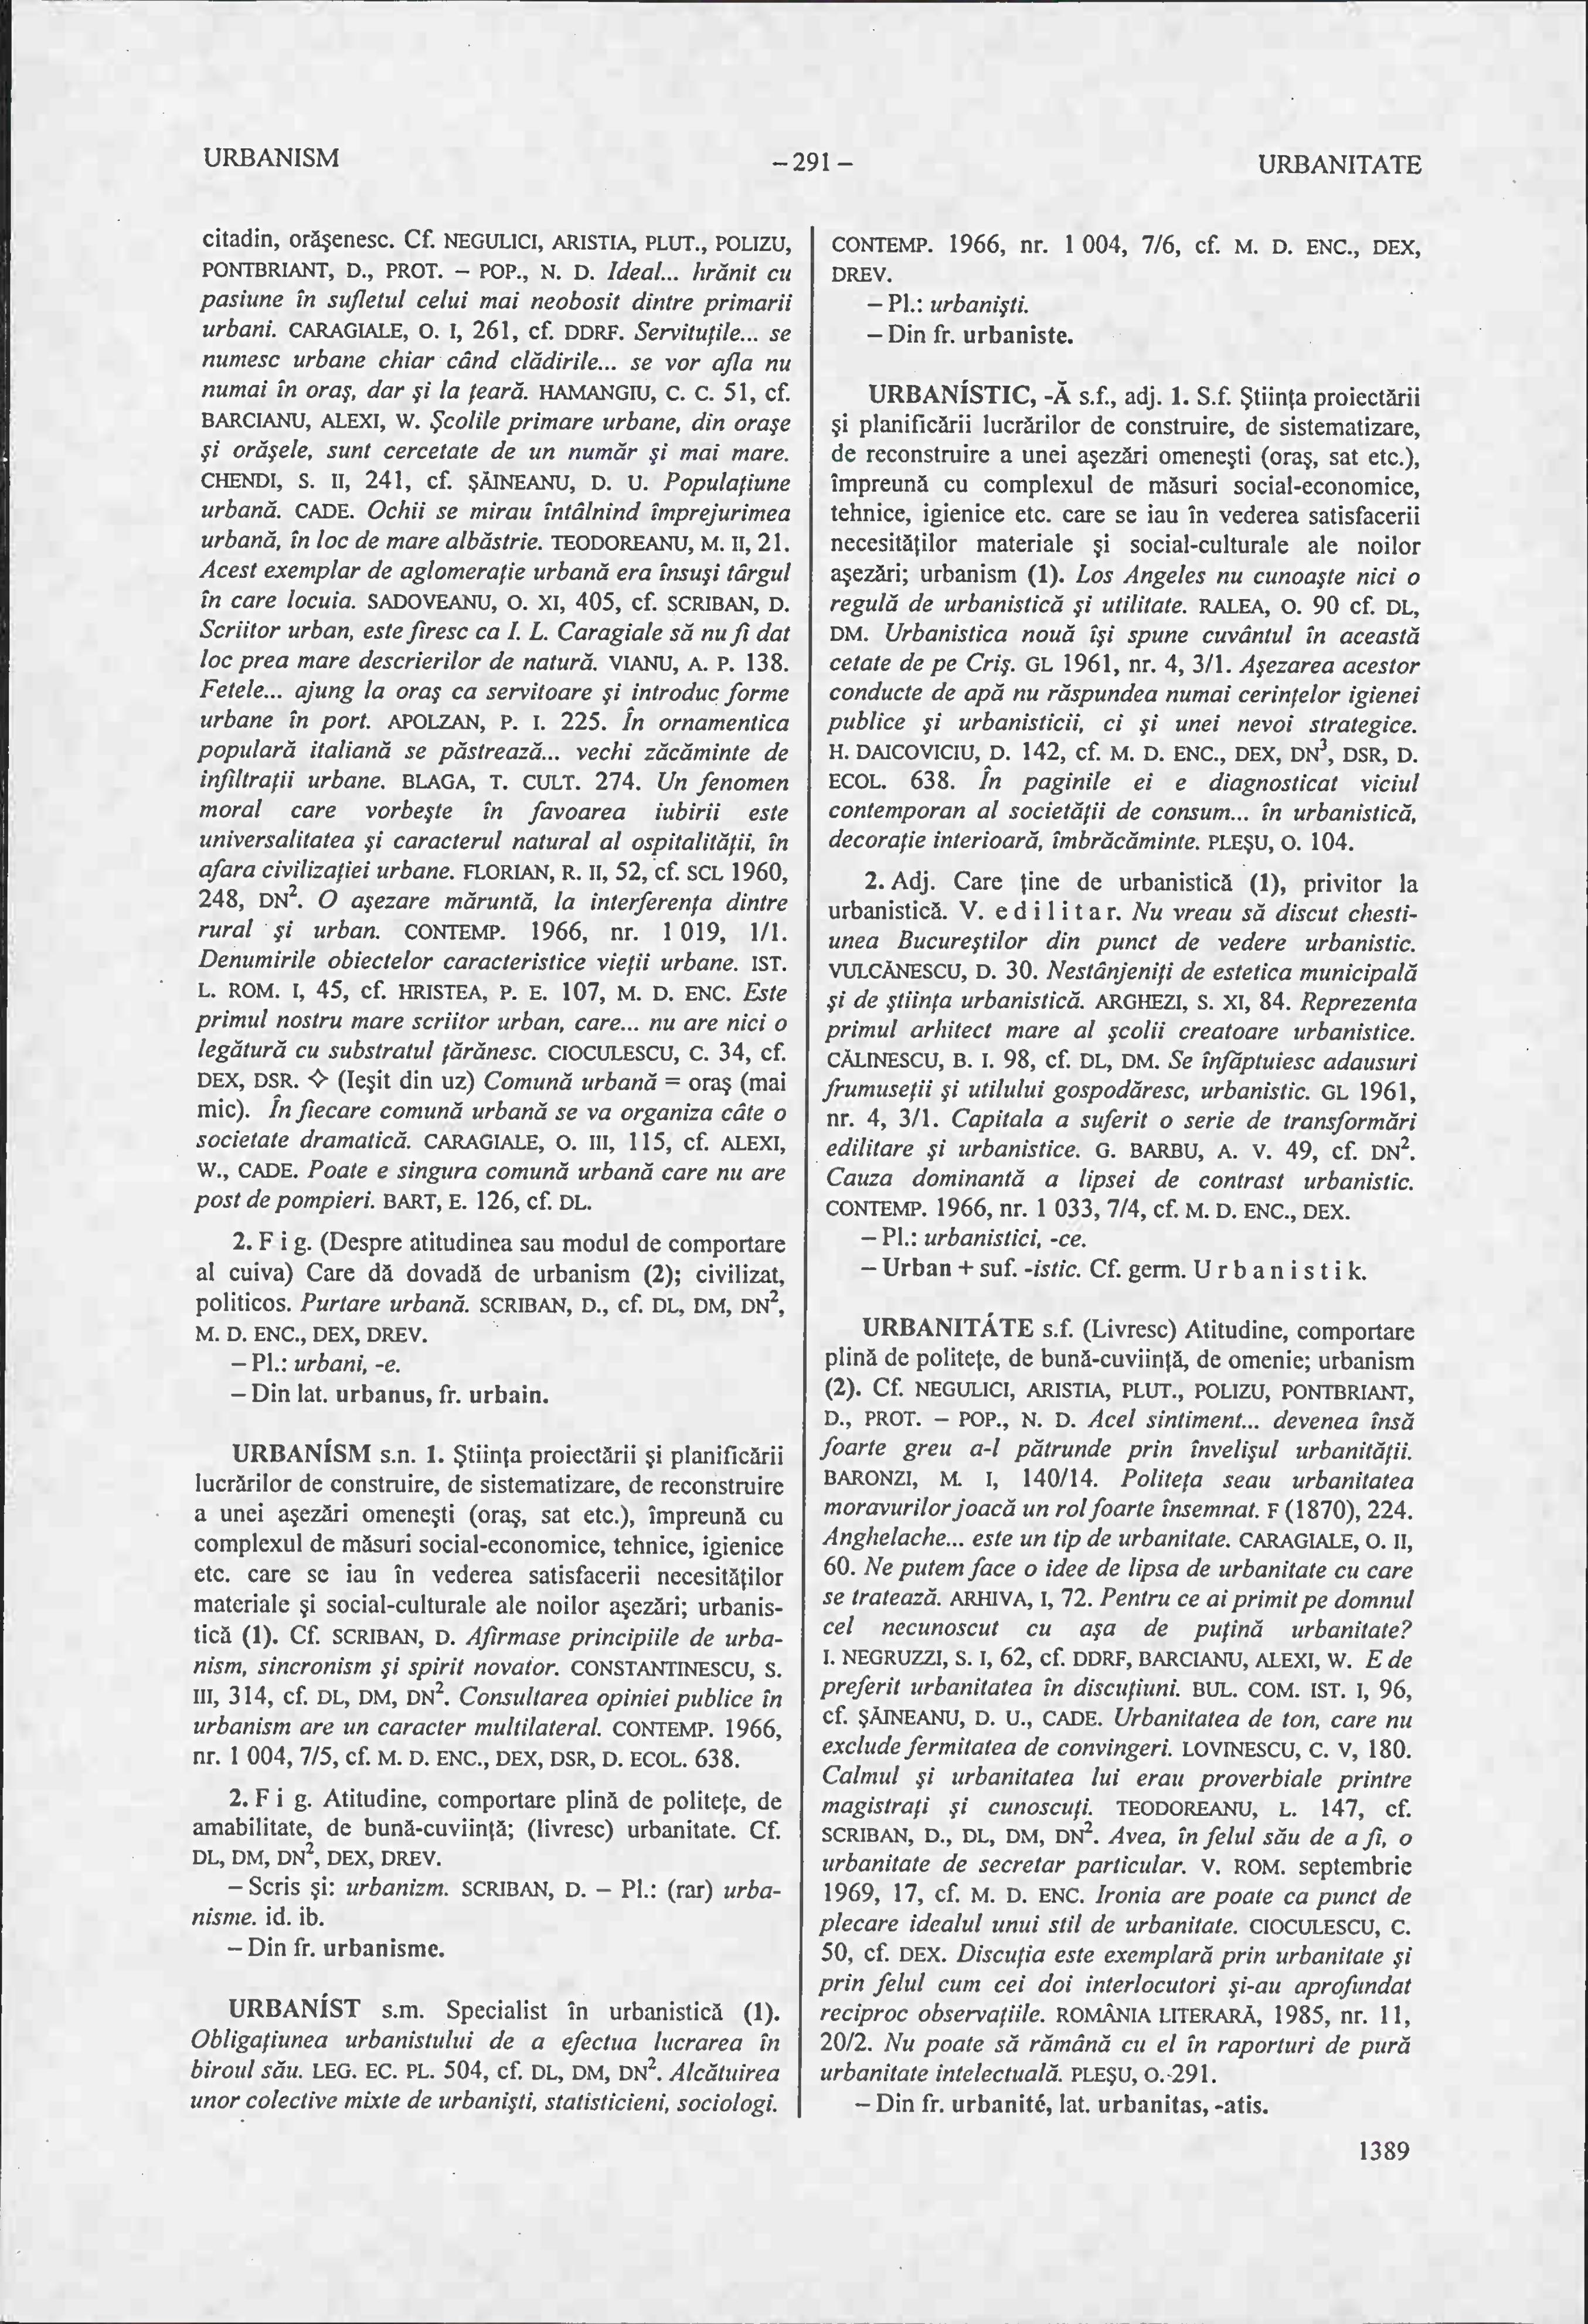 URBANISM
– 291 –
URBANITATE
citadin, orăşenesc. Cf. NEGULICI, ARISTIA, PLUT., POLIZU,
PONTBRIANT, D., PROT. – POP., N. D. Ideal... hrănit cu
pasiune în sufletul celui mai neobosit dintre primarii
urbani. CARAGIALE, O. I, 261, cf. DDRF. Servituţile... se
numesc urbane chiar când clădirile... se vor afla nu
numai în oraş, dar şi la ţeară. HAMANGIU, C. C. 51, cf.
BARCIANU, ALEXI, W. Şcolile primare urbane, din oraşe
şi orăşele, sunt cercetate de un număr şi mai mare.
CHENDI, S. II, 241, cf. ŞĂINEANU, D. U. Populaţiune
urbană. CADE. Ochii se mirau întâlnind împrejurimea
urbană, în loc de mare albăstrie. TEODOREANU, M. II, 21.
Acest exemplar de aglomeraţie urbană era însuşi târgul
în care locuia. SADOVEANU, O. XI, 405, cf. SCRIBAN, D.
Scriitor urban, este firesc ca I. L. Caragiale să nu fi dat
loc prea mare descrierilor de natură. VIANU, A. P. 138.
Fetele... ajung la oraş ca servitoare şi introduc forme
urbane în port. APOLZAN, P. I. 225. În ornamentica
populară italiană se păstrează... vechi zăcăminte de
infiltraţii urbane. BLAGA, T. CULT. 274. Un fenomen
moral care vorbeşte în favoarea iubirii este
universalitatea şi caracterul natural al ospitalităţii, în
afara civilizaţiei urbane. FLORIAN, R. II, 52, cf. SCL 1960,
248, DN². O aşezare măruntă, la interferenţa dintre
rural şi urban. CONTEMP. 1966, nr. 1 019, 1/1.
Denumirile obiectelor caracteristice vieţii urbane. IST.
L. ROM. I, 45, cf. HRISTEA, P. E. 107, M. D. ENC. Este
primul nostru mare scriitor urban, care... nu are nici o
legătură cu substratul ţărănesc. CIOCULESCU, C. 34, cf.
DEX, DSR. ✧ (Ieşit din uz) Comună urbană = oraş (mai
mic). În fiecare comună urbană se va organiza câte o
societate dramatică. CARAGIALE, O. III, 115, cf. ALEXI,
W., CADE. Poate e singura comună urbană care nu are
post de pompieri. BART, E. 126, cf. DL.
2. F i g. (Despre atitudinea sau modul de comportare
al cuiva) Care dă dovadă de urbanism (2); civilizat,
politicos. Purtare urbană. SCRIBAN, D., cf. DL, DM, DN²,
M. D. ENC., DEX, DREV.
– Pl.: urbani, -e.
– Din lat. urbanus, fr. urbain.
URBANÍSM s.n. 1. Ştiinţa proiectării şi planificării
lucrărilor de construire, de sistematizare, de reconstruire
a unei aşezări omeneşti (oraş, sat etc.), împreună cu
complexul de măsuri social-economice, tehnice, igienice
etc. care se iau în vederea satisfacerii necesităţilor
materiale şi social-culturale ale noilor aşezări; urbanis-
tică (1). Cf. SCRIBAN, D. Afirmase principiile de urba-
nism, sincronism şi spirit novator. CONSTANTINESCU, S.
III, 314, cf. DL, DM, DN². Consultarea opiniei publice în
urbanism are un caracter multilateral. CONTEMP. 1966,
nr. 1 004, 7/5, cf. M. D. ENC., DEX, DSR, D. ECOL. 638.
2. F i g. Atitudine, comportare plină de politeţe, de
amabilitate, de bună-cuviinţă; (livresc) urbanitate. Cf.
DL, DM, DN², DEX, DREV.
– Scris şi: urbanizm. SCRIBAN, D. – Pl.: (rar) urba-
nisme. id. ib.
– Din fr. urbanisme.
URBANÍST s.m. Specialist în urbanistică (1).
Obligaţiunea urbanistului de a efectua lucrarea în
biroul său. LEG. EC. PL. 504, cf. DL, DM, DN². Alcătuirea
unor colective mixte de urbanişti, statisticieni, sociologi.
CONTEMP. 1966, nr. 1 004, 7/6, cf. M. D. ENC., DEX,
DREV.
– Pl.: urbanişti.
– Din fr. urbaniste.
URBANÍSTIC, -Ă s.f., adj. 1. S.f. Ştiinţa proiectării
şi planificării lucrărilor de construire, de sistematizare,
de reconstruire a unei aşezări omeneşti (oraş, sat etc.),
împreună cu complexul de măsuri social-economice,
tehnice, igienice etc. care se iau în vederea satisfacerii
necesităţilor materiale şi social-culturale ale noilor
aşezări; urbanism (1). Los Angeles nu cunoaşte nici o
regulă de urbanistică şi utilitate. RALEA, O. 90 cf. DL,
DM. Urbanistica nouă îşi spune cuvântul în această
cetate de pe Criş. GL 1961, nr. 4, 3/1. Aşezarea acestor
conducte de apă nu răspundea numai cerinţelor igienei
publice şi urbanisticii, ci şi unei nevoi strategice.
H. DAICOVICIU, D. 142, cf. M. D. ENC., DEX, DN³, DSR, D.
ECOL. 638. În paginile ei e diagnosticat viciul
contemporan al societăţii de consum... în urbanistică,
decoraţie interioară, îmbrăcăminte. PLEŞU, O. 104.
2. Adj. Care ţine de urbanistică (1), privitor la
urbanistică. V. e d i l i t a r. Nu vreau să discut chesti-
unea Bucureştilor din punct de vedere urbanistic.
VULCĂNESCU, D. 30. Nestânjeniţi de estetica municipală
şi de ştiinţa urbanistică. ARGHEZI, S. XI, 84. Reprezenta
primul arhitect mare al şcolii creatoare urbanistice.
CĂLINESCU, B. I. 98, cf. DL, DM. Se înfăptuiesc adausuri
frumuseţii şi utilului gospodăresc, urbanistic. GL 1961,
nr. 4, 3/1. Capitala a suferit o serie de transformări
edilitare şi urbanistice. G. BARBU, A. V. 49, cf. DN².
Cauza dominantă a lipsei de contrast urbanistic.
CONTEMP. 1966, nr. 1 033, 7/4, cf. M. D. ENC., DEX.
– Pl.: urbanistici, -ce.
– Urban + suf. -istic. Cf. germ. U r b a n i s t i k.
URBANITÁTE s.f. (Livresc) Atitudine, comportare
plină de politeţe, de bună-cuviinţă, de omenie; urbanism
(2). Cf. NEGULICI, ARISTIA, PLUT., POLIZU, PONTBRIANT,
D., PROT. – POP., N. D. Acel sintiment... devenea însă
foarte greu a-l pătrunde prin învelişul urbanităţii.
BARONZI, M. I, 140/14. Politeţa seau urbanitatea
moravurilor joacă un rol foarte însemnat. F (1870), 224.
Anghelache... este un tip de urbanitate. CARAGIALE, O. II,
60. Ne putem face o idee de lipsa de urbanitate cu care
se tratează. ARHIVA, I, 72. Pentru ce ai primit pe domnul
cel necunoscut cu aşa de puţină urbanitate?
I. NEGRUZZI, S. I, 62, cf. DDRF, BARCIANU, ALEXI, W. E de
preferit urbanitatea în discuţiuni. BUL. COM. IST. I, 96,
cf. ŞĂINEANU, D. U., CADE. Urbanitatea de ton, care nu
exclude fermitatea de convingeri. LOVINESCU, C. V, 180.
Calmul şi urbanitatea lui erau proverbiale printre
magistraţi şi cunoscuţi. TEODOREANU, L. 147, cf.
SCRIBAN, D., DL, DM, DN². Avea, în felul său de a fi, o
urbanitate de secretar particular. V. ROM. septembrie
1969, 17, cf. M. D. ENC. Ironia are poate ca punct de
plecare idealul unui stil de urbanitate. CIOCULESCU, C.
50, cf. DEX. Discuţia este exemplară prin urbanitate şi
prin felul cum cei doi interlocutori şi-au aprofundat
reciproc observaţiile. ROMÂNIA LITERARĂ, 1985, nr. 11,
20/2. Nu poate să rămână cu el în raporturi de pură
urbanitate intelectuală. PLEŞU, O. 291.
– Din fr. urbanité, lat. urbanitas, -atis.
1389